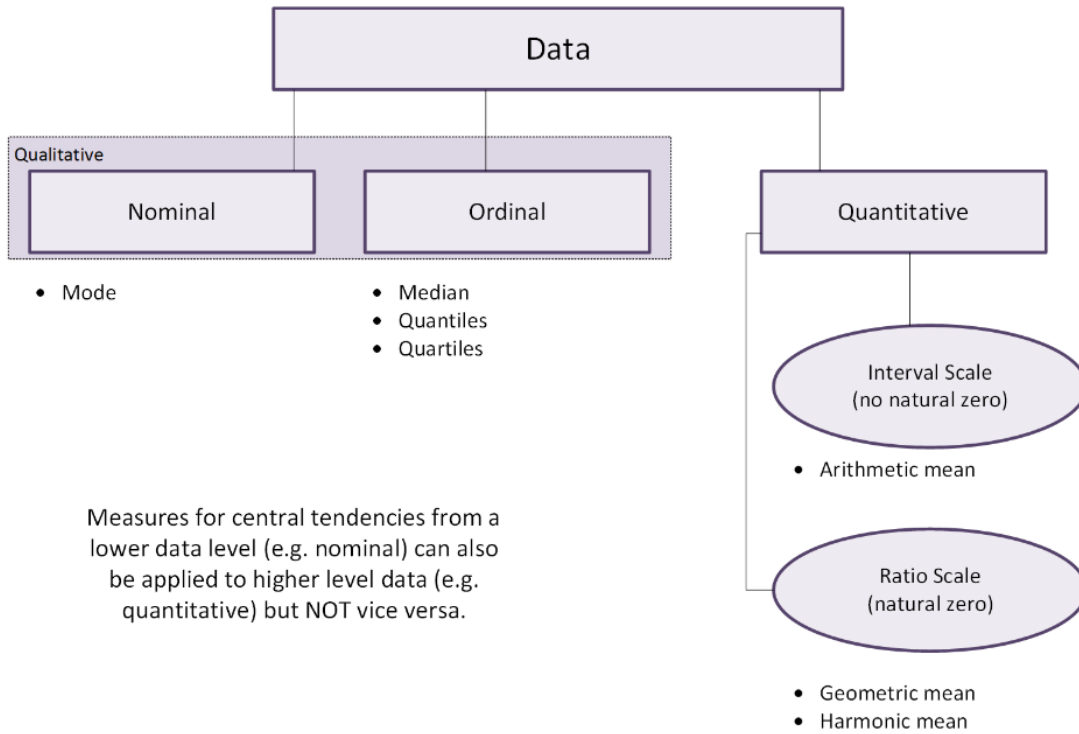 Data
Qualitative
Nominal
Ordinal
Quantitative
• Mode
• Median
• Quantiles
• Quartiles
Interval Scale
(no natural zero)
• Arithmetic mean
Measures for central tendencies from a
lower data level (e.g. nominal) can also
be applied to higher level data (e.g.
quantitative) but NOT vice versa.
Ratio Scale
(natural zero)
• Geometric mean
• Harmonic mean